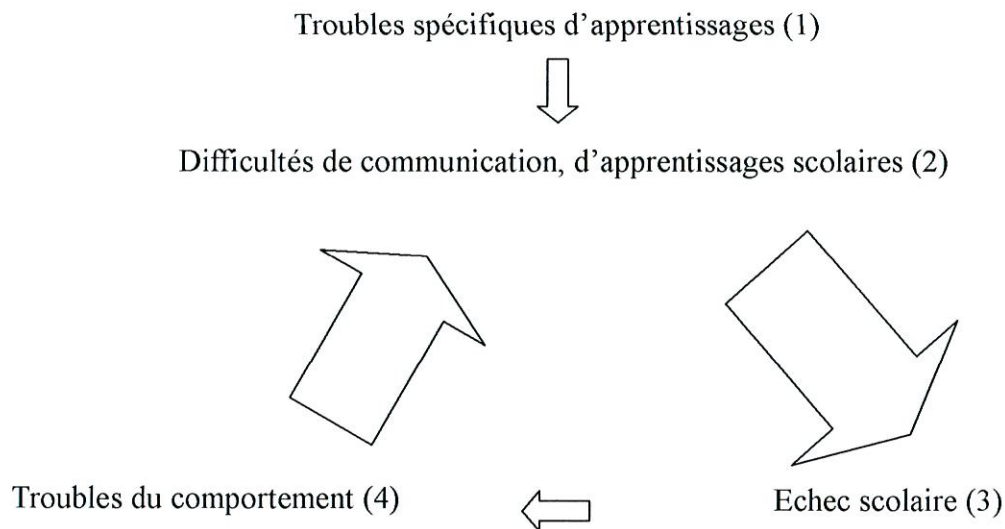 Troubles spécifiques d'apprentissages (1)
Difficultés de communication, d'apprentissages scolaires (2)
Troubles du comportement (4)
Echec scolaire (3)